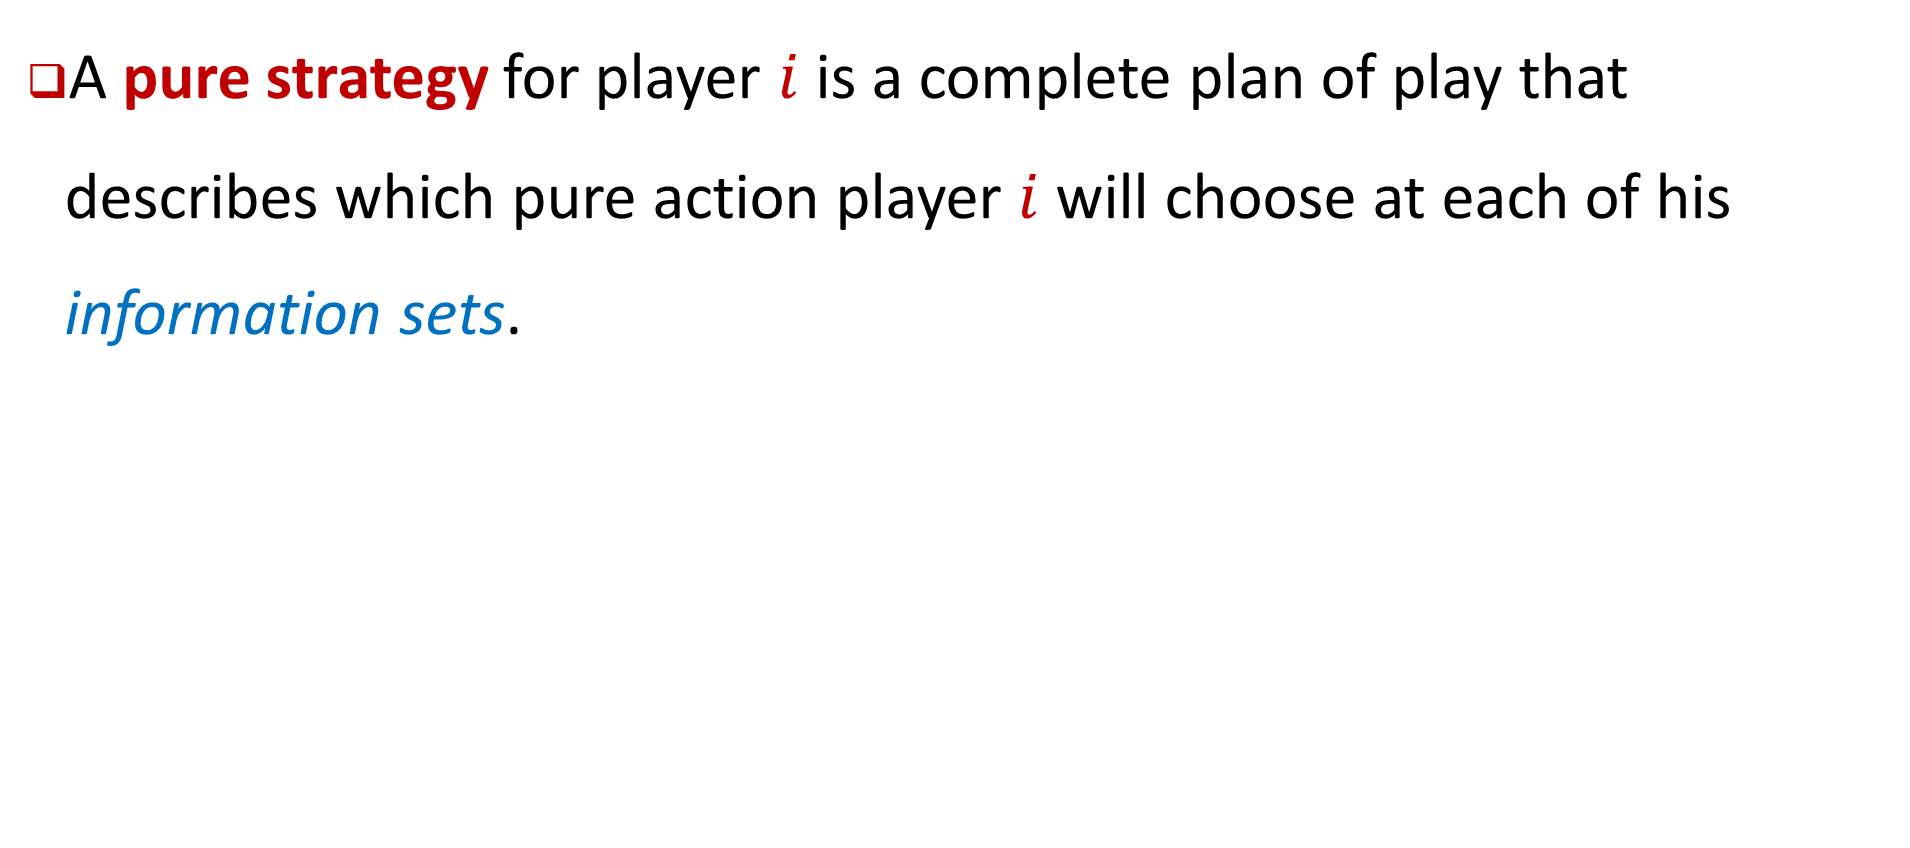 ❑A pure strategy for player 𝑖 is a complete plan of play that
describes which pure action player 𝑖 will choose at each of his
information sets.